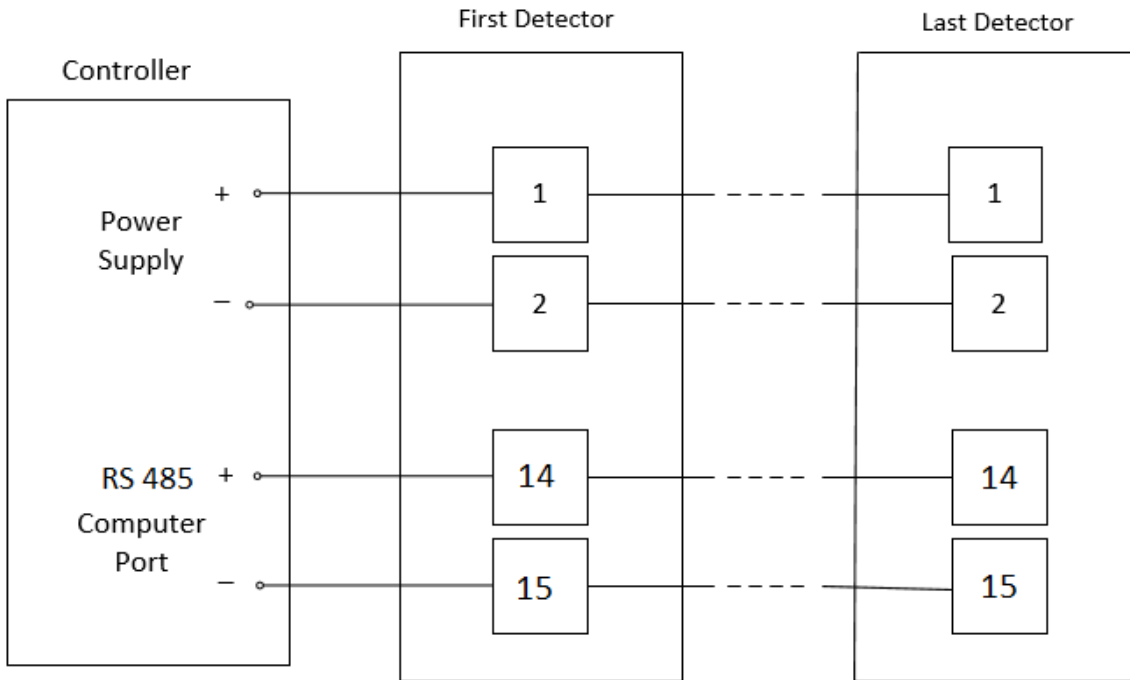 First Detector
Last Detector
Controller
+
1
1
Power
Supply
−
2
2
RS 485
+
14
14
Computer
Port
−
15
15